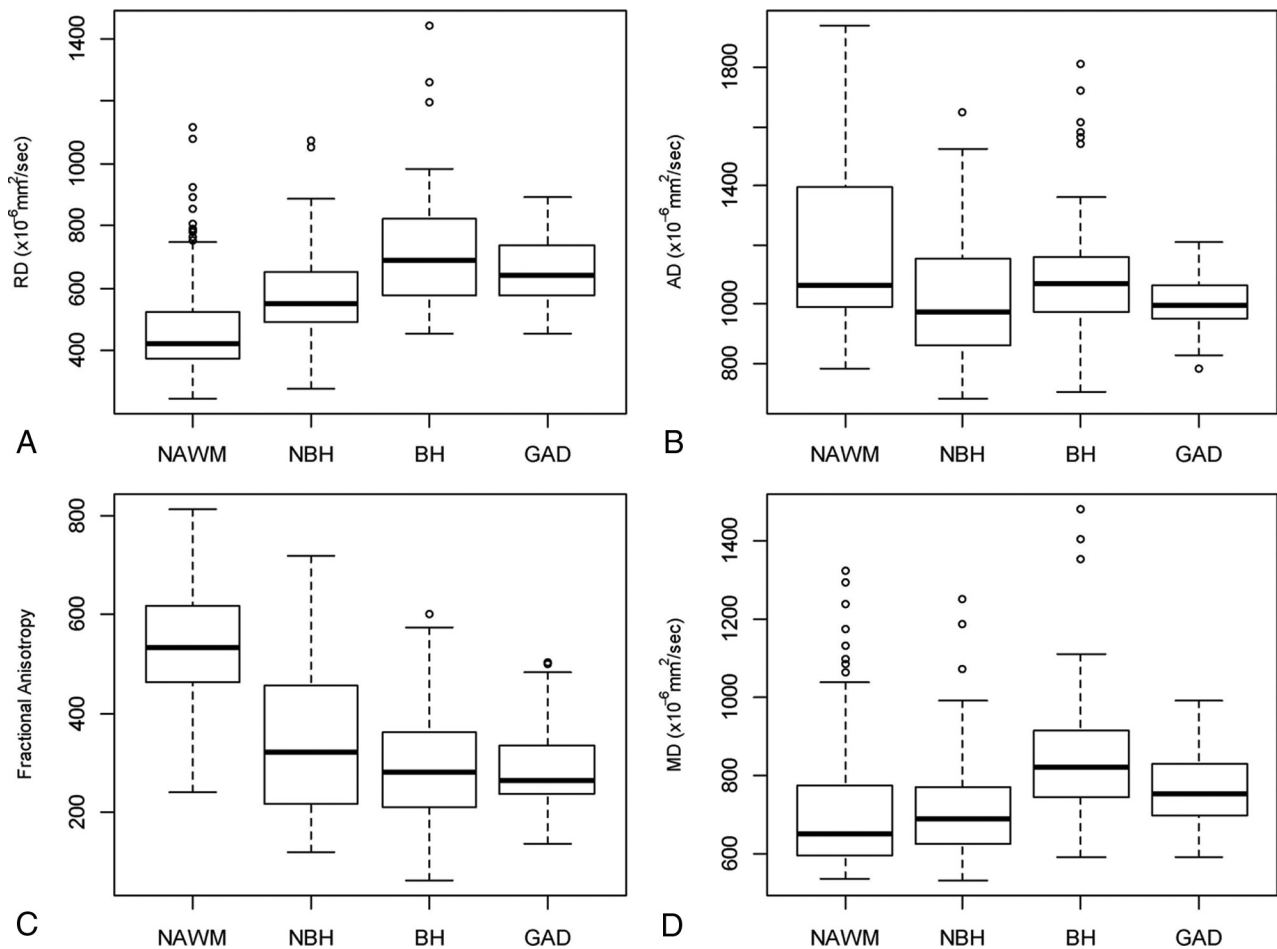 1400
1000
800
600
400
RD (x10⁻⁶mm²/sec)
A
NAWM NBH BH GAD
1800
1400
1000
800
AD (x10⁻⁶mm²/sec)
B
NAWM NBH BH GAD
800
600
400
200
Fractional Anisotropy
C
NAWM NBH BH GAD
1400
1200
1000
800
600
MD (x10⁻⁶mm²/sec)
D
NAWM NBH BH GAD